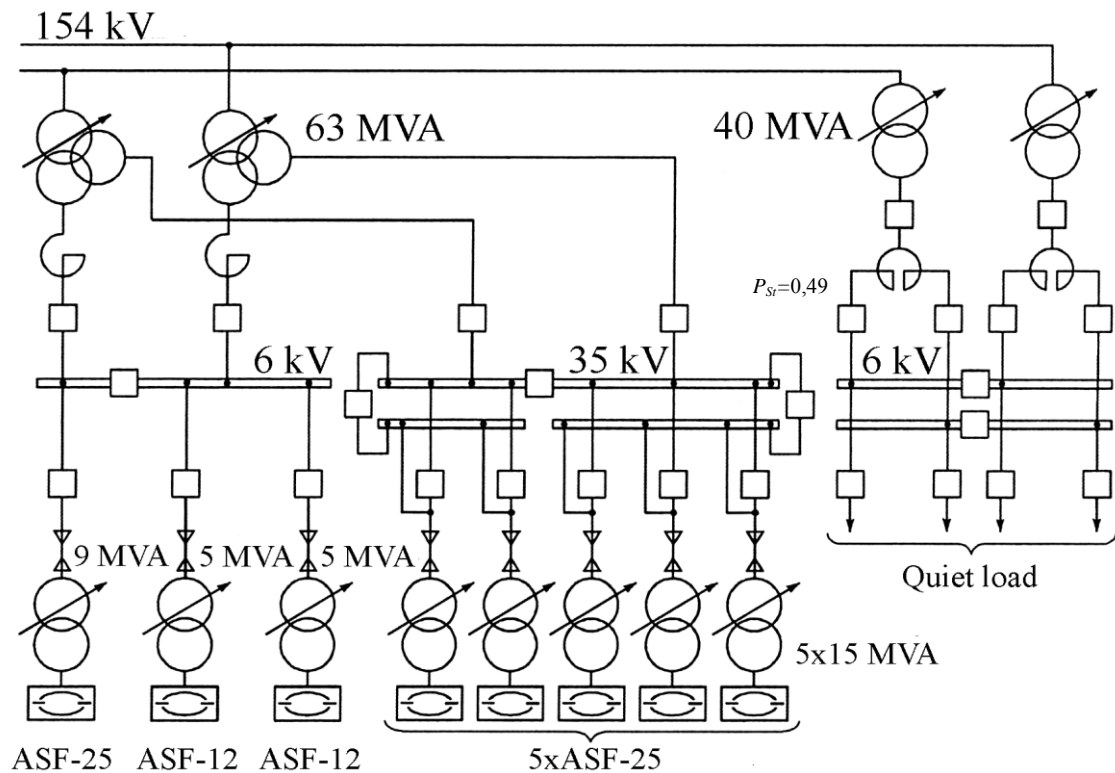 154 kV
63 MVA
40 MVA
P_St=0,49
6 kV
35 kV
6 kV
9 MVA
5 MVA
5 MVA
Quiet load
5x15 MVA
ASF-25
ASF-12
ASF-12
5xASF-25